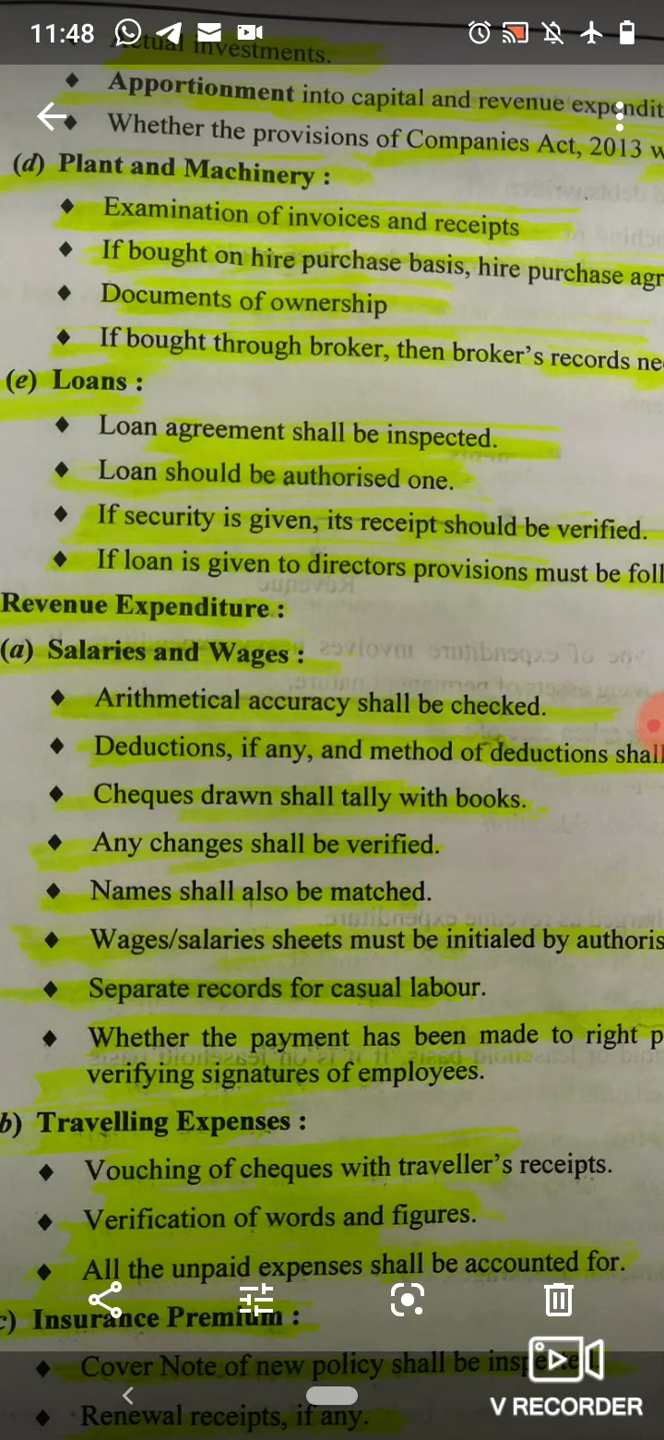 11:48
Actual Investments.
♦ Apportionment into capital and revenue expendit
♦ Whether the provisions of Companies Act, 2013 w
(d) Plant and Machinery :
♦ Examination of invoices and receipts
♦ If bought on hire purchase basis, hire purchase agr
♦ Documents of ownership
♦ If bought through broker, then broker's records ne
(e) Loans :
♦ Loan agreement shall be inspected.
♦ Loan should be authorised one.
♦ If security is given, its receipt should be verified.
♦ If loan is given to directors provisions must be foll
Revenue Expenditure :
(a) Salaries and Wages :
♦ Arithmetical accuracy shall be checked.
♦ Deductions, if any, and method of deductions shall
♦ Cheques drawn shall tally with books.
♦ Any changes shall be verified.
♦ Names shall also be matched.
♦ Wages/salaries sheets must be initialed by authoris
♦ Separate records for casual labour.
♦ Whether the payment has been made to right p
verifying signatures of employees.
b) Travelling Expenses :
♦ Vouching of cheques with traveller's receipts.
♦ Verification of words and figures.
♦ All the unpaid expenses shall be accounted for.
c) Insurance Premium :
♦ Cover Note of new policy shall be inspected.
♦ Renewal receipts, if any.
V RECORDER